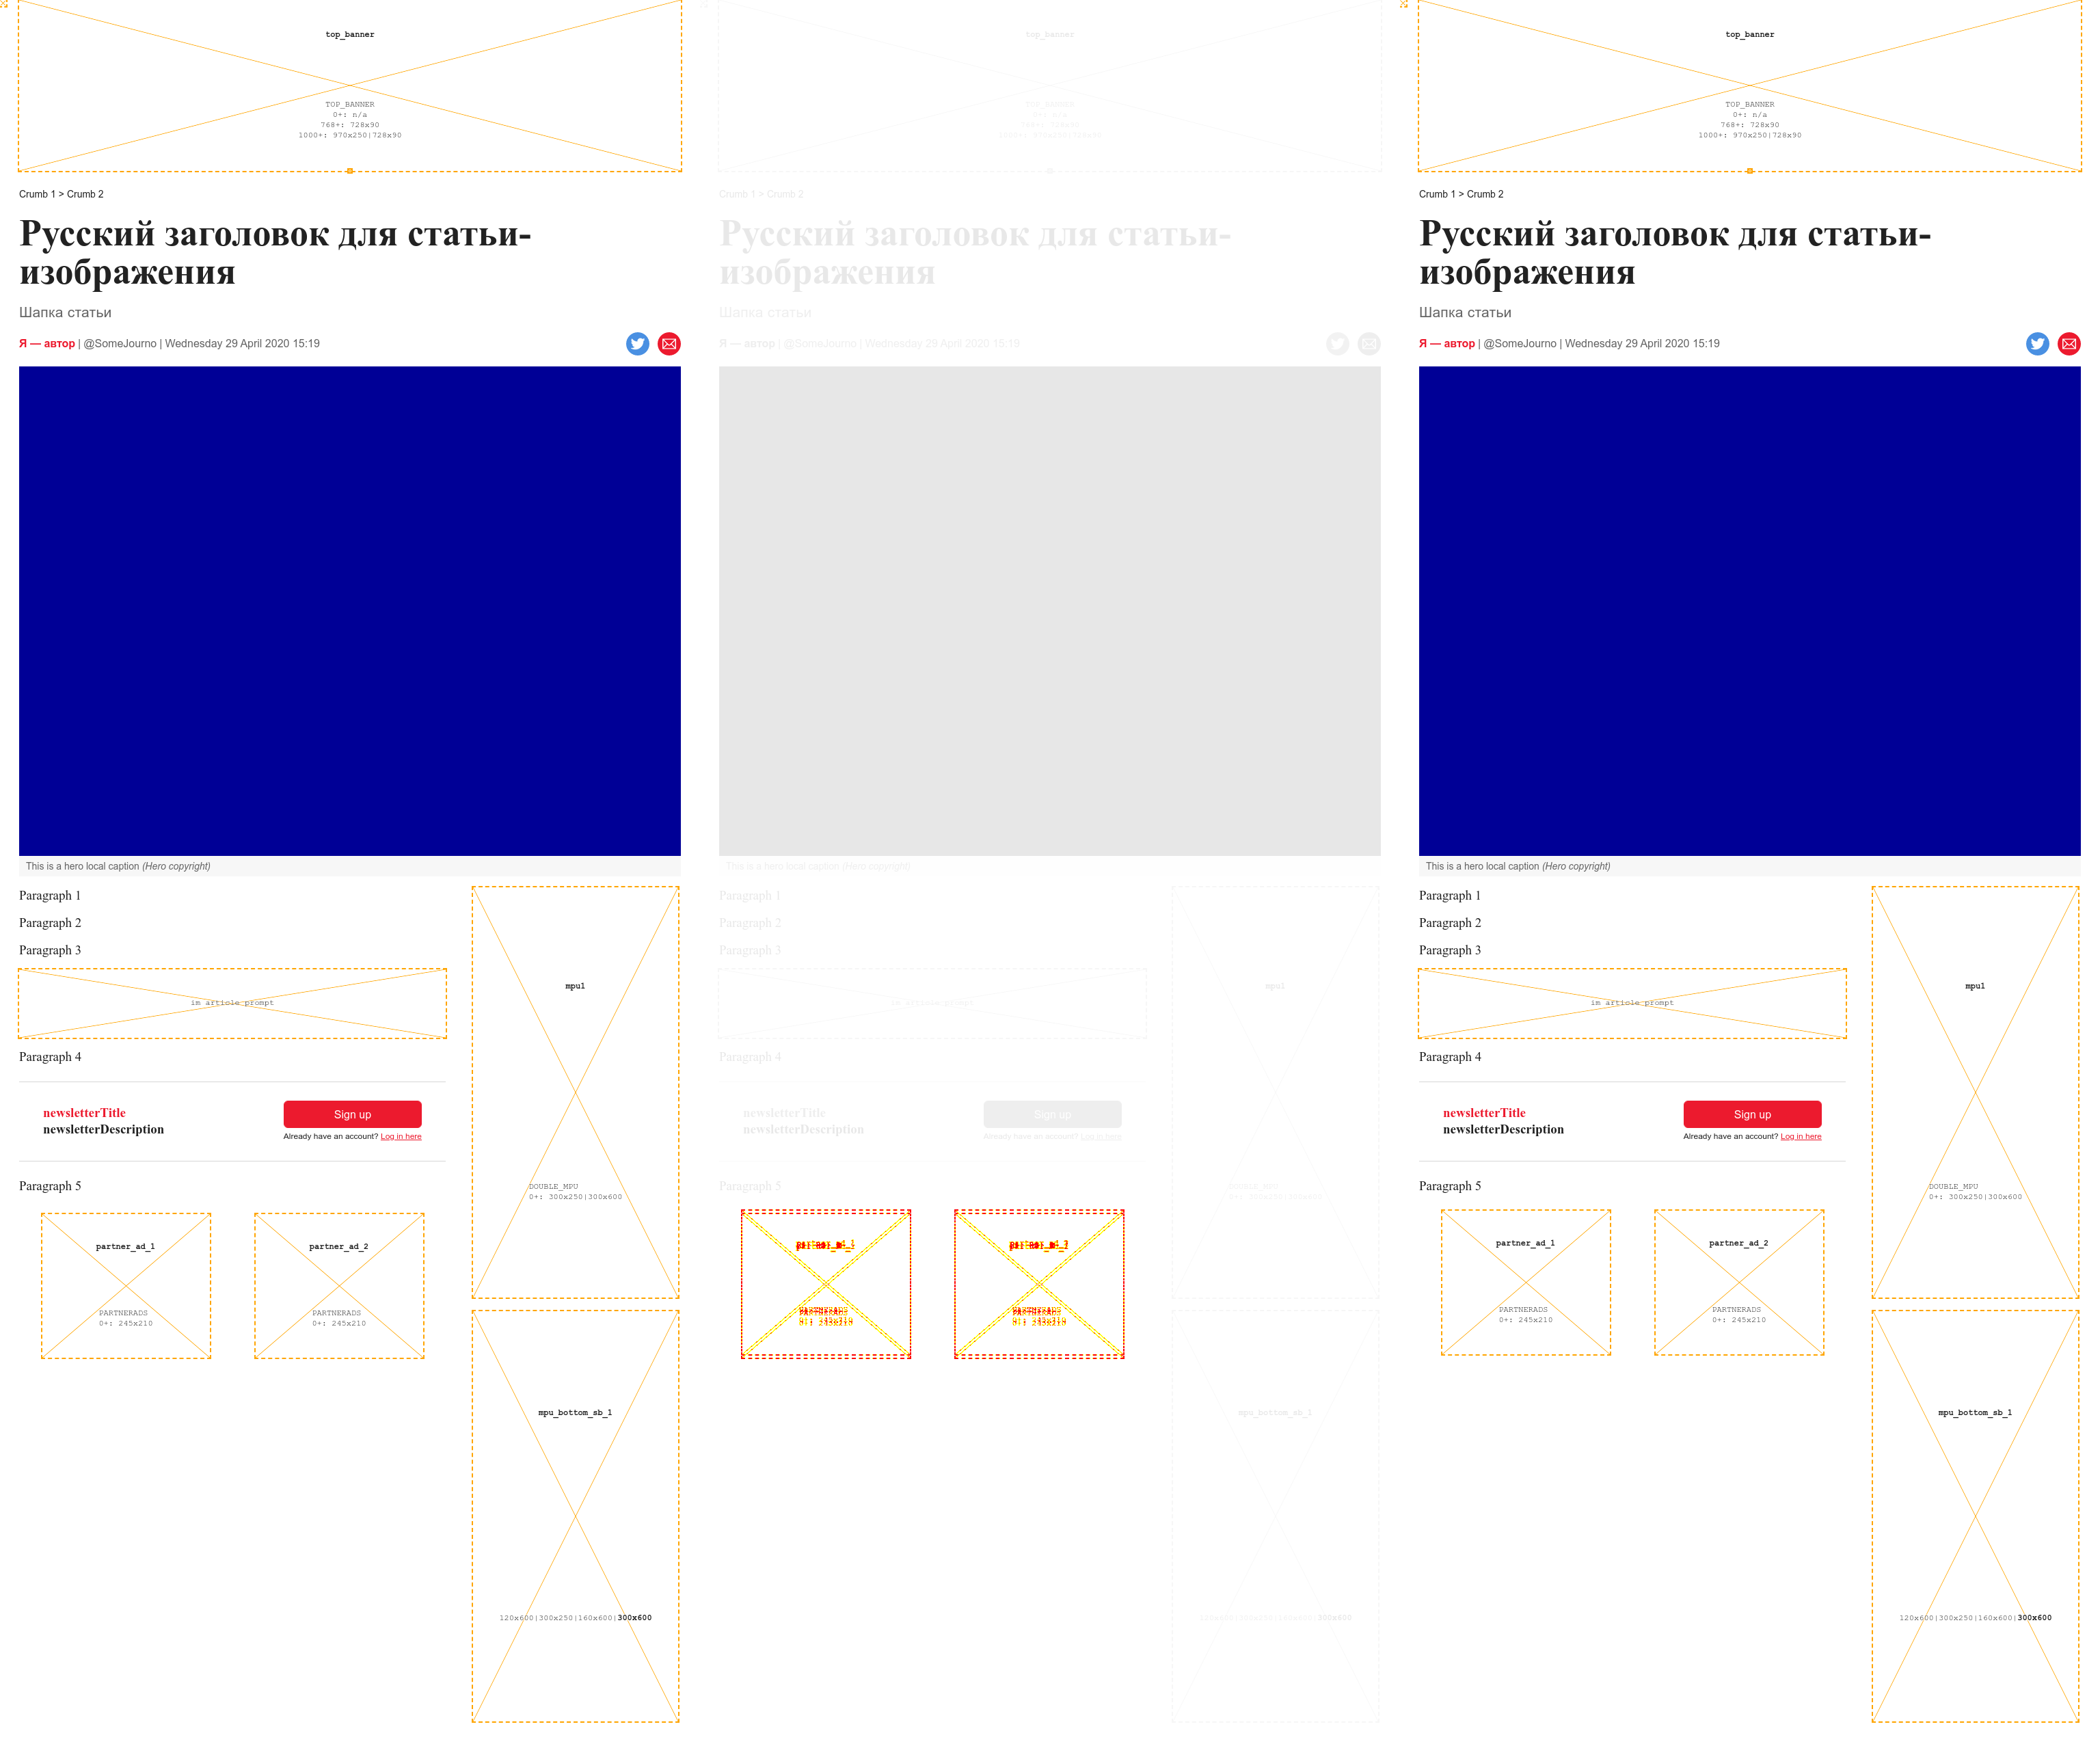 top_banner
TOP_BANNER
0+: n/a
768+: 728x90
1000+: 970x250|728x90
Crumb 1 > Crumb 2
Русский заголовок для статьи-
изображения
Шапка статьи
Я — автор | @SomeJourno | Wednesday 29 April 2020 15:19
This is a hero local caption (Hero copyright)
Paragraph 1
Paragraph 2
Paragraph 3
im article prompt
Paragraph 4
newsletterTitle
newsletterDescription
Sign up
Already have an account? Log in here
Paragraph 5
partner_ad_1
PARTNERADS
0+: 245x210
partner_ad_2
PARTNERADS
0+: 245x210
mpu1
DOUBLE_MPU
0+: 300x250|300x600
mpu_bottom_sb_1
120x600|300x250|160x600|300x600
top_banner
TOP_BANNER
0+: n/a
768+: 728x90
1000+: 970x250|728x90
Crumb 1 > Crumb 2
Русский заголовок для статьи-
изображения
Шапка статьи
Я — автор | @SomeJourno | Wednesday 29 April 2020 15:19
This is a hero local caption (Hero copyright)
Paragraph 1
Paragraph 2
Paragraph 3
im article prompt
Paragraph 4
newsletterTitle
newsletterDescription
Sign up
Already have an account? Log in here
Paragraph 5
mpu1
DOUBLE_MPU
0+: 300x250|300x600
mpu_bottom_sb_1
120x600|300x250|160x600|300x600
top_banner
TOP_BANNER
0+: n/a
768+: 728x90
1000+: 970x250|728x90
Crumb 1 > Crumb 2
Русский заголовок для статьи-
изображения
Шапка статьи
Я — автор | @SomeJourno | Wednesday 29 April 2020 15:19
This is a hero local caption (Hero copyright)
Paragraph 1
Paragraph 2
Paragraph 3
im article prompt
Paragraph 4
newsletterTitle
newsletterDescription
Sign up
Already have an account? Log in here
Paragraph 5
partner_ad_1
PARTNERADS
0+: 245x210
partner_ad_2
PARTNERADS
0+: 245x210
mpu1
DOUBLE_MPU
0+: 300x250|300x600
mpu_bottom_sb_1
120x600|300x250|160x600|300x600